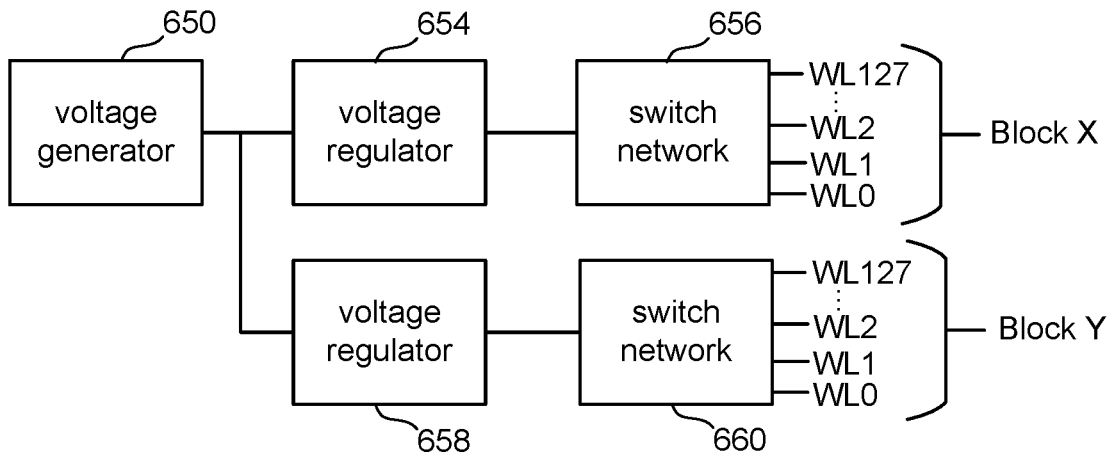 650
654
656
voltage
generator
voltage
regulator
switch
network
WL127
WL2
WL1
WL0
Block X
voltage
regulator
switch
network
WL127
WL2
WL1
WL0
Block Y
658
660